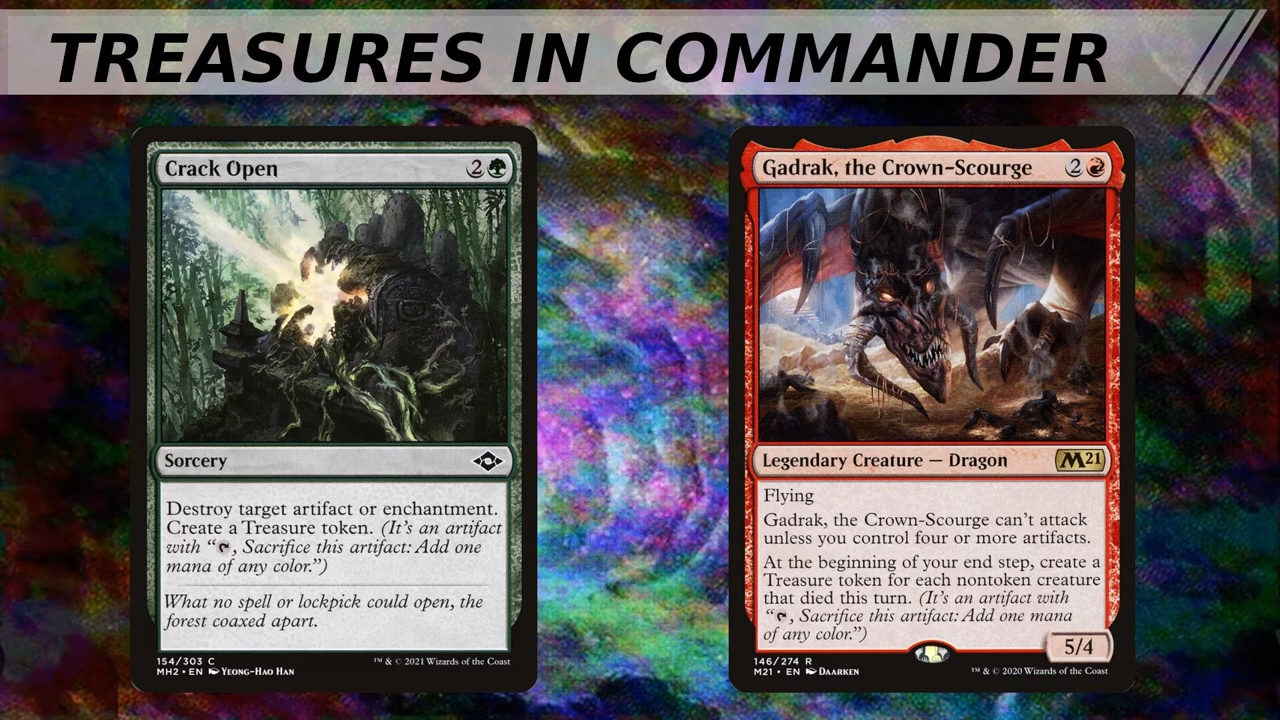 TREASURES IN COMMANDER
Crack Open 2
Sorcery
Destroy target artifact or enchantment.
Create a Treasure token. (It's an artifact
with “, Sacrifice this artifact: Add one
mana of any color.”)
What no spell or lockpick could open, the
forest coaxed apart.
154/303 C
MH2 • EN Yeong-Hao Han
™ & © 2021 Wizards of the Coast
Gadrak, the Crown-Scourge 2
Legendary Creature — Dragon M21
Flying
Gadrak, the Crown-Scourge can't attack
unless you control four or more artifacts.
At the beginning of your end step, create a
Treasure token for each nontoken creature
that died this turn. (It's an artifact with
“, Sacrifice this artifact: Add one mana
of any color.”)
5/4
146/274 R
M21 • EN Daarken
™ & © 2020 Wizards of the Coast